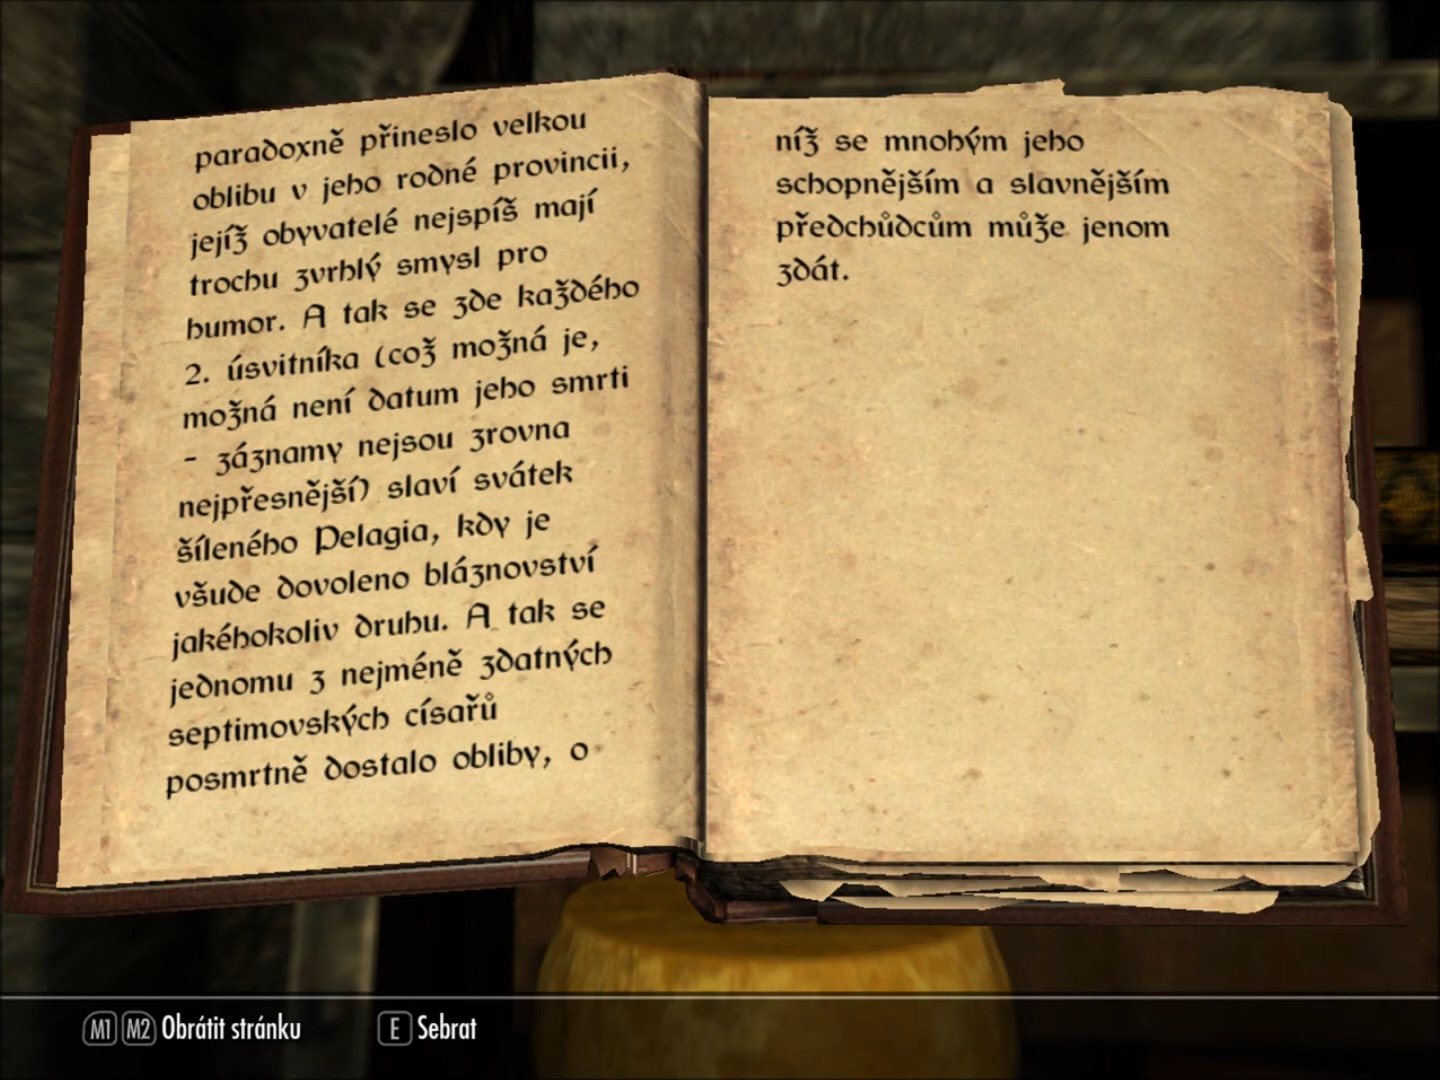 paradoxně přineslo velkou
oblibu v jeho rodné provincii,
jejíž obyvatelé nejspíš mají
trochu zvrhlý smysl pro
humor. A tak se zde každého
2. úsvitníka (což možná je,
možná není datum jeho smrti
- záznamy nejsou zrovna
nejpřesnější) slaví svátek
šíleného Pelagia, kdy je
všude dovoleno bláznovství
jakéhokoliv druhu. A tak se
jednomu z nejméně zdatných
septimovských císařů
posmrtně dostalo obliby, o
níž se mnohým jeho
schopnějším a slavnějším
předchůdcům může jenom
zdát.
M1 M2 Obrátit stránku
E Sebrat